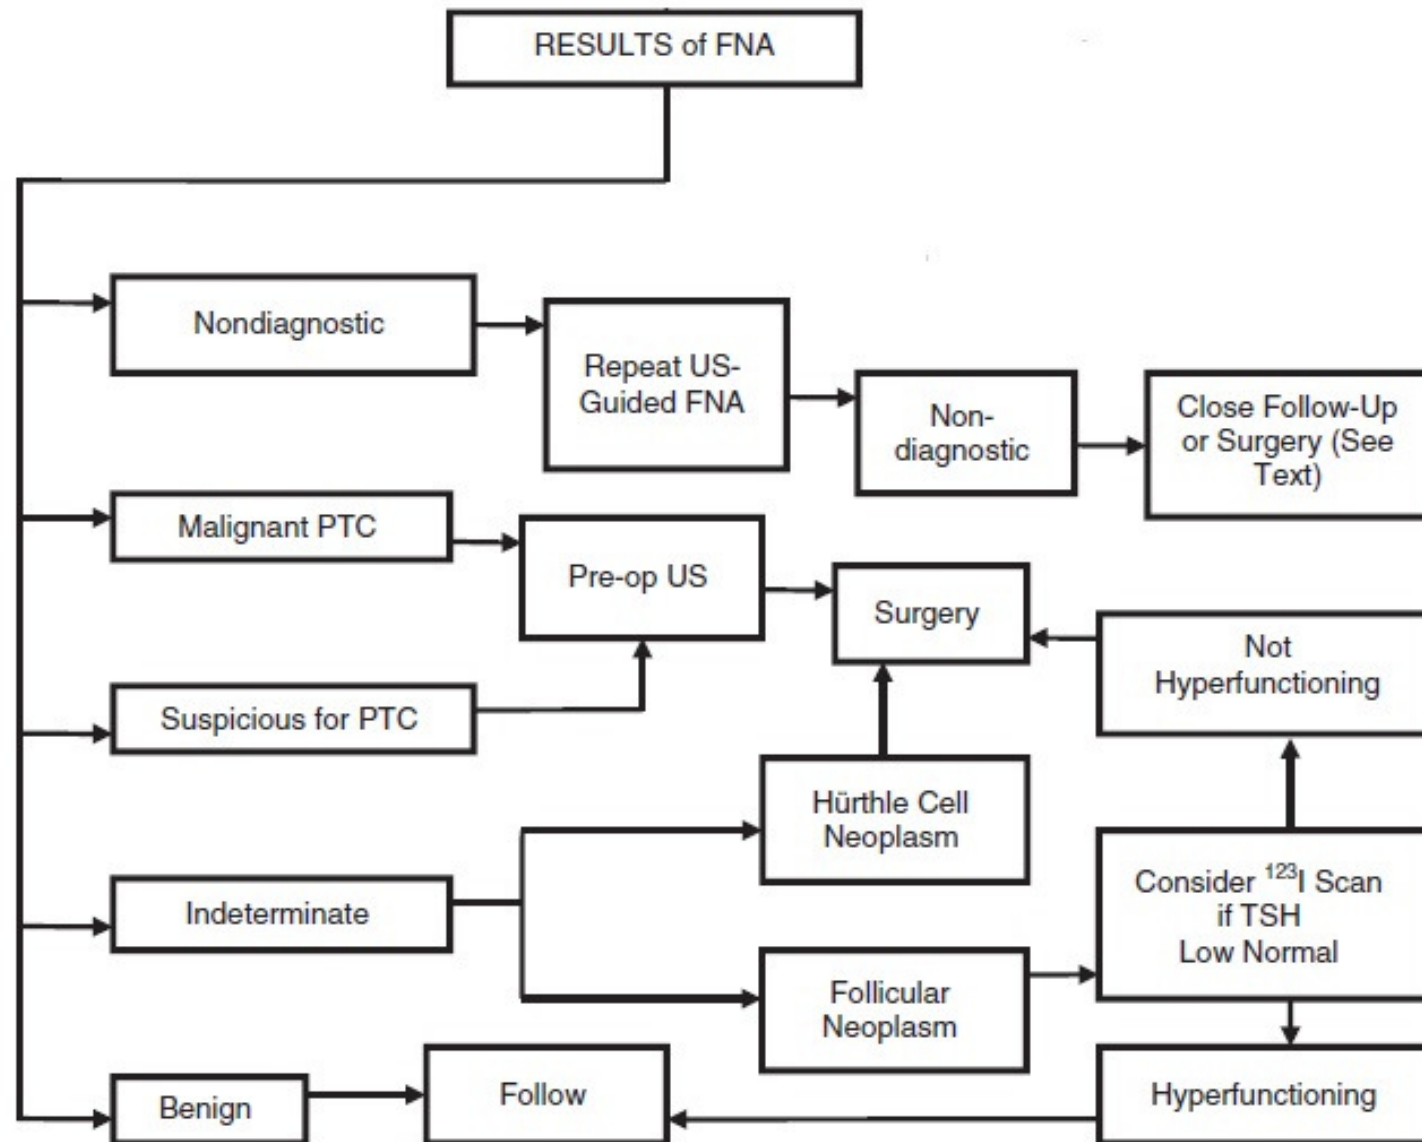 RESULTS of FNA
Nondiagnostic
Repeat US-
Guided FNA
Non-
diagnostic
Close Follow-Up
or Surgery (See
Text)
Malignant PTC
Pre-op US
Surgery
Not
Hyperfunctioning
Suspicious for PTC
Hürthle Cell
Neoplasm
Indeterminate
Consider ¹²³I Scan
if TSH
Low Normal
Follicular
Neoplasm
Benign
Follow
Hyperfunctioning